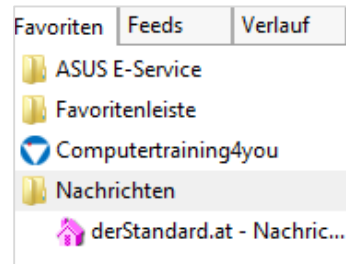 Favoriten Feeds Verlauf
ASUS E-Service
Favoritenleiste
Computertraining4you
Nachrichten
derStandard.at - Nachric...